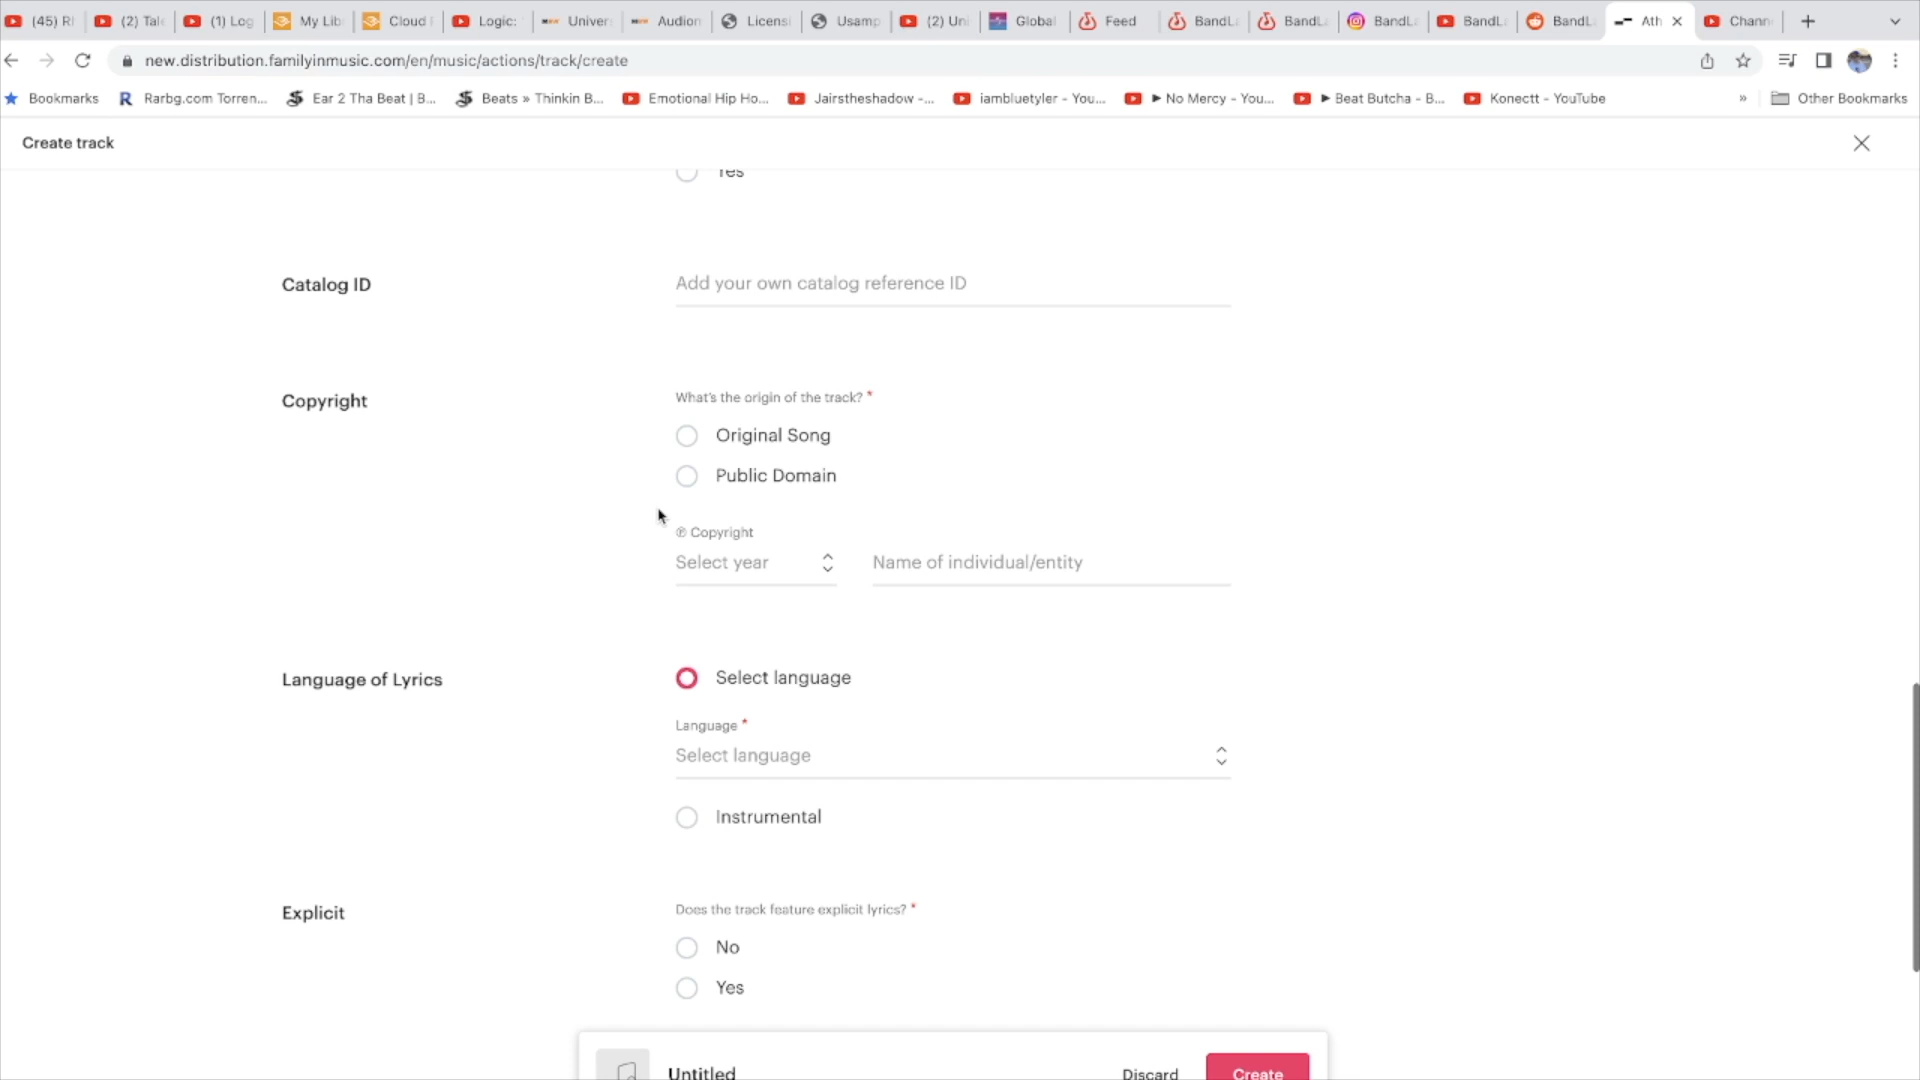 (45) R
(2) Tal
(1) Log
My Lib
Cloud
Logic:
Univer
Audion
Licensi
Usamp
(2) Uni
Global
Feed
BandL
BandL
BandL
BandL
BandL
Ath
Chann
new.distribution.familyinmusic.com/en/music/actions/track/create
Bookmarks
Rarbg.com Torren...
Ear 2 Tha Beat | B...
Beats » Thinkin B...
Emotional Hip Ho...
Jairstheshadow -...
iambluetyler - You...
► No Mercy - You...
► Beat Butcha - B...
Konectt - YouTube
»
Other Bookmarks
Create track
Yes
Catalog ID
Add your own catalog reference ID
Copyright
What's the origin of the track? *
Original Song
Public Domain
℗ Copyright
Select year
Name of individual/entity
Language of Lyrics
Select language
Language *
Select language
Instrumental
Explicit
Does the track feature explicit lyrics? *
No
Yes
Untitled
Discard
Create